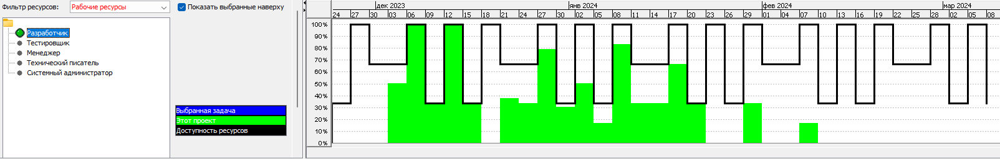 Фильтр ресурсов: Рабочие ресурсы Показать выбранные наверху
Разработчик
Тестировщик
Менеджер
Технический писатель
Системный администратор
Выбранная задача
Этот проект
Доступность ресурсов
дек 2023 янв 2024 фев 2024 мар 2024
24 27 30 03 06 09 12 15 18 21 24 27 30 02 05 08 11 14 17 20 23 26 29 01 04 07 10 13 16 19 22 25 28 02 05 08
100%
90%
80%
70%
60%
50%
40%
30%
20%
10%
0%